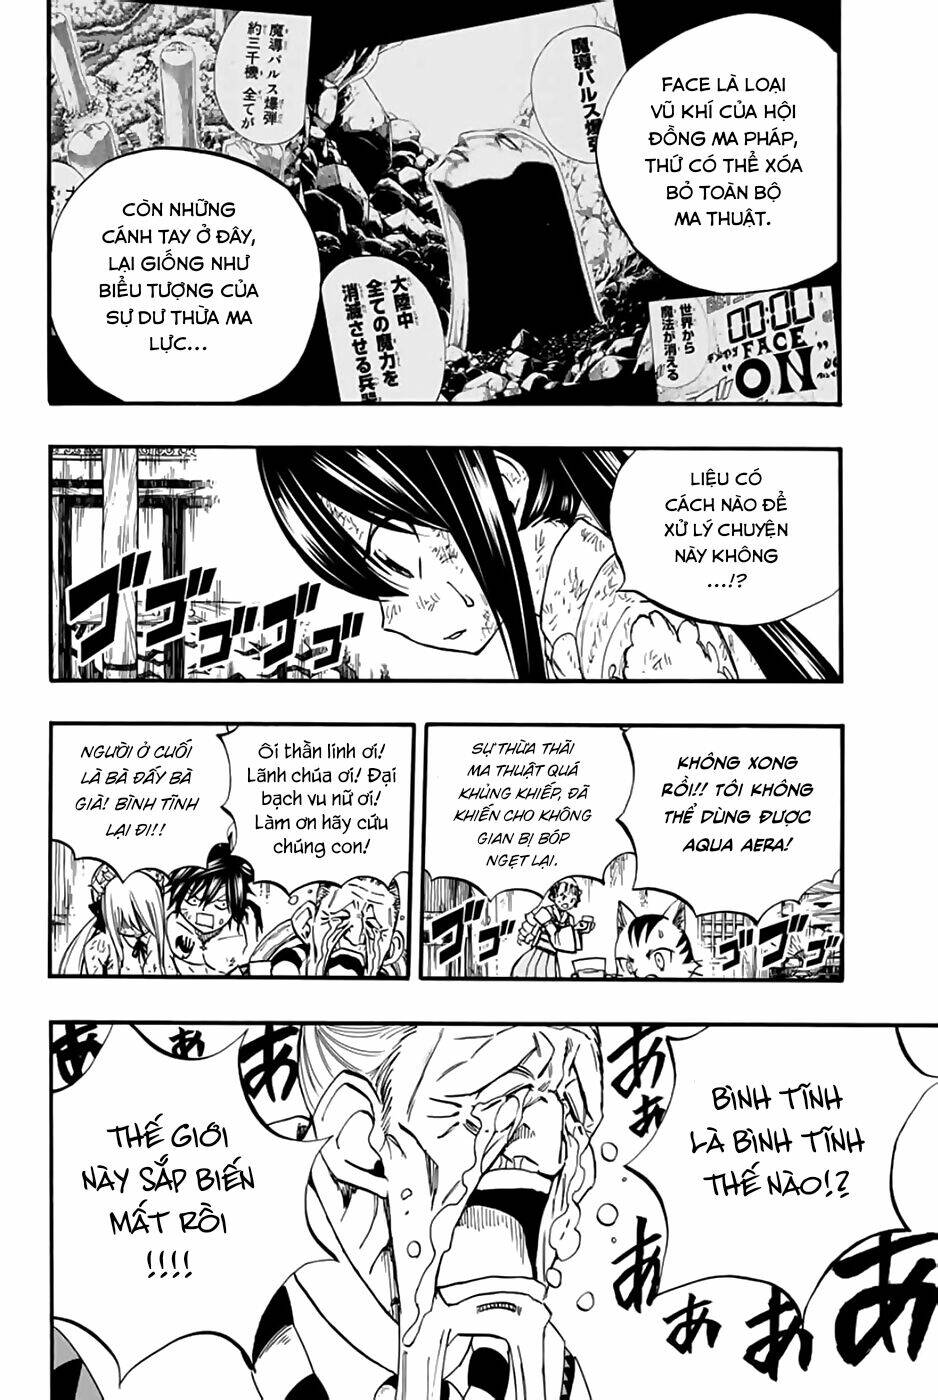 FACE LÀ LOẠI
VŨ KHÍ CỦA HỘI
ĐỒNG MA PHÁP,
THỨ CÓ THỂ XÓA
BỎ TOÀN BỘ
MA THUẬT.
魔導パルス爆弾
魔導パルス爆弾
約三千機 全てが
CÒN NHỮNG
CÁNH TAY Ở ĐÂY,
LẠI GIỐNG NHƯ
BIỂU TƯỢNG CỦA
SỰ DƯ THỪA MA
LỰC...
大陸中
全ての魔力を
消滅させる兵器
世界から
魔法が消える
00:00
FACE
"ON"
LIỆU CÓ
CÁCH NÀO ĐỂ
XỬ LÝ CHUYỆN
NÀY KHÔNG
...!?
ゴゴゴゴゴ
KHÔNG XONG
RỒI!! TÔI KHÔNG
THỂ DÙNG ĐƯỢC
AQUA AERA!
SỰ THỪA THÃI
MA THUẬT QUÁ
KHỦNG KHIẾP, ĐÃ
KHIẾN CHO KHÔNG
GIAN BỊ BÓP
NGẸT LẠI.
ゴゴゴ
ゴゴゴ
Ôi thần linh ơi!
Lãnh chúa ơi! Đại
bạch vu nữ ơi!
Làm ơn hãy cứu
chúng con!
NGƯỜI Ở CUỐI
LÀ BÀ ĐẤY BÀ
GIÀ! BÌNH TĨNH
LẠI ĐI!!
ゴゴゴ
BÌNH TĨNH
LÀ BÌNH TĨNH
THẾ NÀO!?
THẾ GIỚI
NÀY SẮP BIẾN
MẤT RỒI
!!!!
あああああ
ああああああ